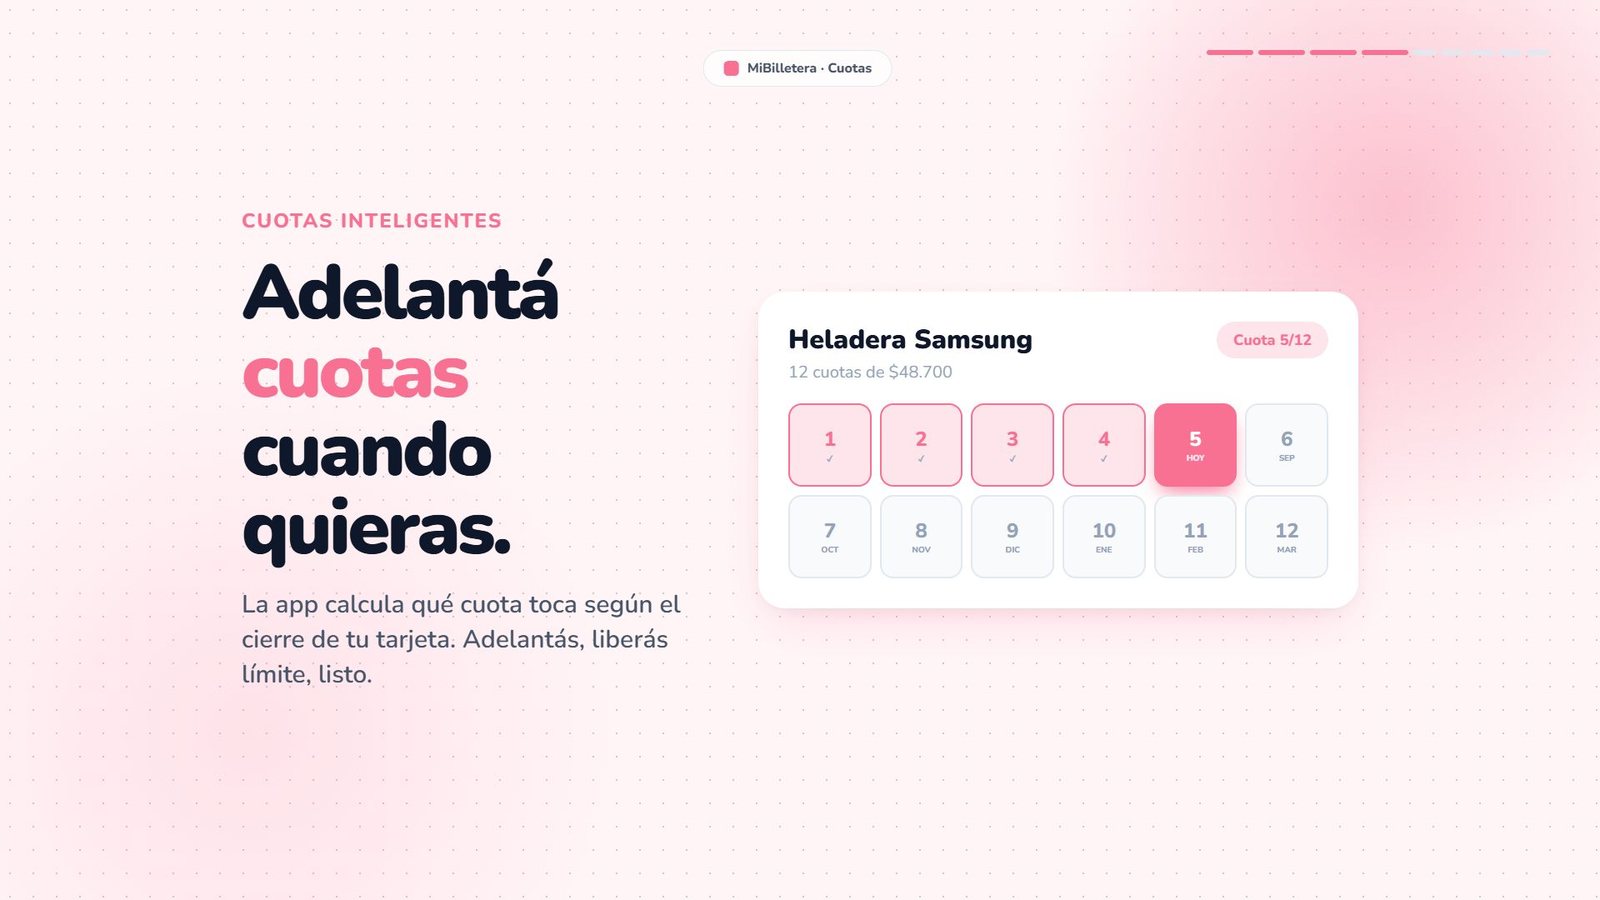 MiBilletera · Cuotas
CUOTAS INTELIGENTES
Adelantá
cuotas
cuando
quieras.
La app calcula qué cuota toca según el
cierre de tu tarjeta. Adelantás, liberás
límite, listo.
Heladera Samsung
Cuota 5/12
12 cuotas de $48.700
1 2 3 4 5 6
✓ ✓ ✓ ✓ HOY SEP
7 8 9 10 11 12
OCT NOV DIC ENE FEB MAR